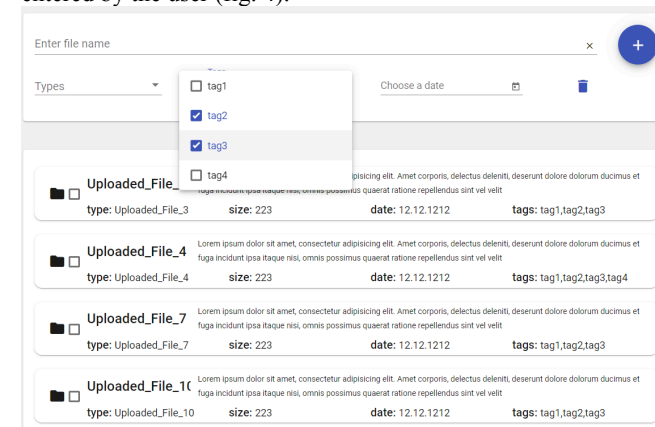 entered by the user (fig. 4).
Enter file name
×
+
Types
Tags
Choose a date
tag1
tag2
tag3
tag4
Uploaded_File_
ipisicing elit. Amet corporis, delectus deleniti, deserunt dolore dolorum ducimus et
fuga incidunt ipsa itaque nisi, omnis possimus quaerat ratione repellendus sint vel velit
type: Uploaded_File_3 size: 223 date: 12.12.1212 tags: tag1,tag2,tag3
Uploaded_File_4
Lorem ipsum dolor sit amet, consectetur adipisicing elit. Amet corporis, delectus deleniti, deserunt dolore dolorum ducimus et
fuga incidunt ipsa itaque nisi, omnis possimus quaerat ratione repellendus sint vel velit
type: Uploaded_File_4 size: 223 date: 12.12.1212 tags: tag1,tag2,tag3,tag4
Uploaded_File_7
Lorem ipsum dolor sit amet, consectetur adipisicing elit. Amet corporis, delectus deleniti, deserunt dolore dolorum ducimus et
fuga incidunt ipsa itaque nisi, omnis possimus quaerat ratione repellendus sint vel velit
type: Uploaded_File_7 size: 223 date: 12.12.1212 tags: tag1,tag2,tag3
Uploaded_File_10
Lorem ipsum dolor sit amet, consectetur adipisicing elit. Amet corporis, delectus deleniti, deserunt dolore dolorum ducimus et
fuga incidunt ipsa itaque nisi, omnis possimus quaerat ratione repellendus sint vel velit
type: Uploaded_File_10 size: 223 date: 12.12.1212 tags: tag1,tag2,tag3